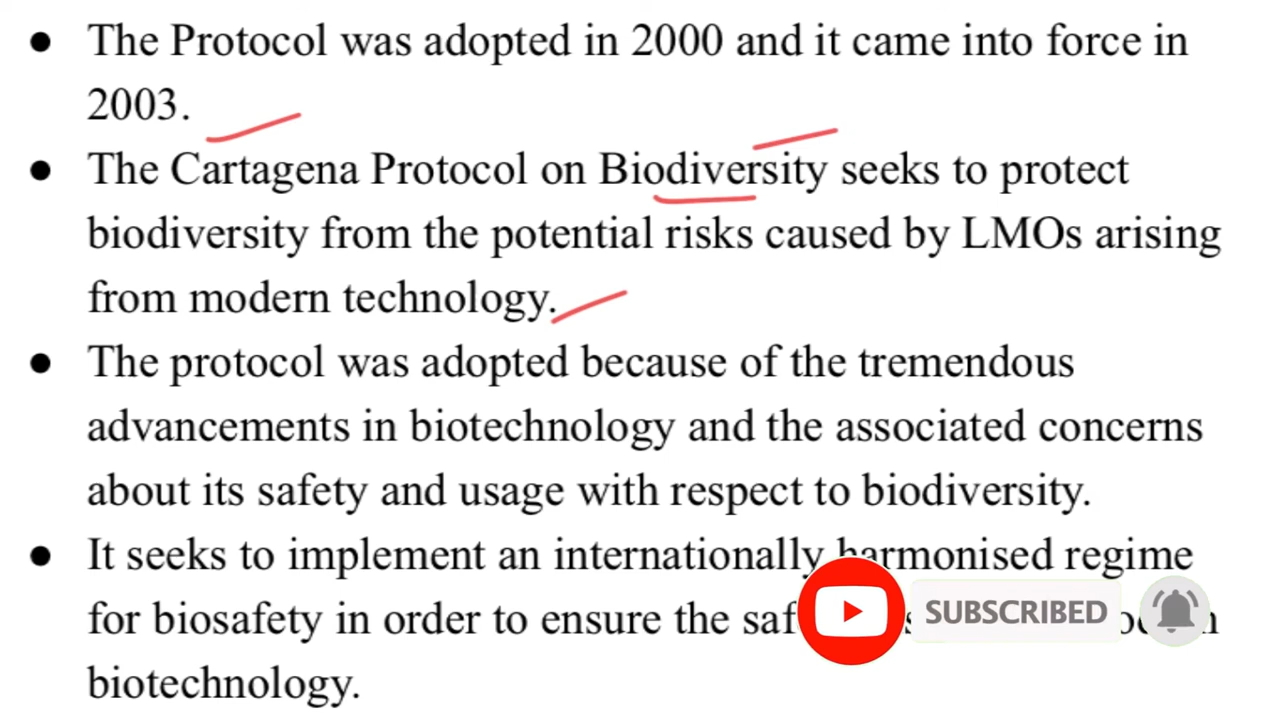 ● The Protocol was adopted in 2000 and it came into force in
2003.
● The Cartagena Protocol on Biodiversity seeks to protect
biodiversity from the potential risks caused by LMOs arising
from modern technology.
● The protocol was adopted because of the tremendous
advancements in biotechnology and the associated concerns
about its safety and usage with respect to biodiversity.
● It seeks to implement an internationally harmonised regime
for biosafety in order to ensure the
biotechnology.
SUBSCRIBED